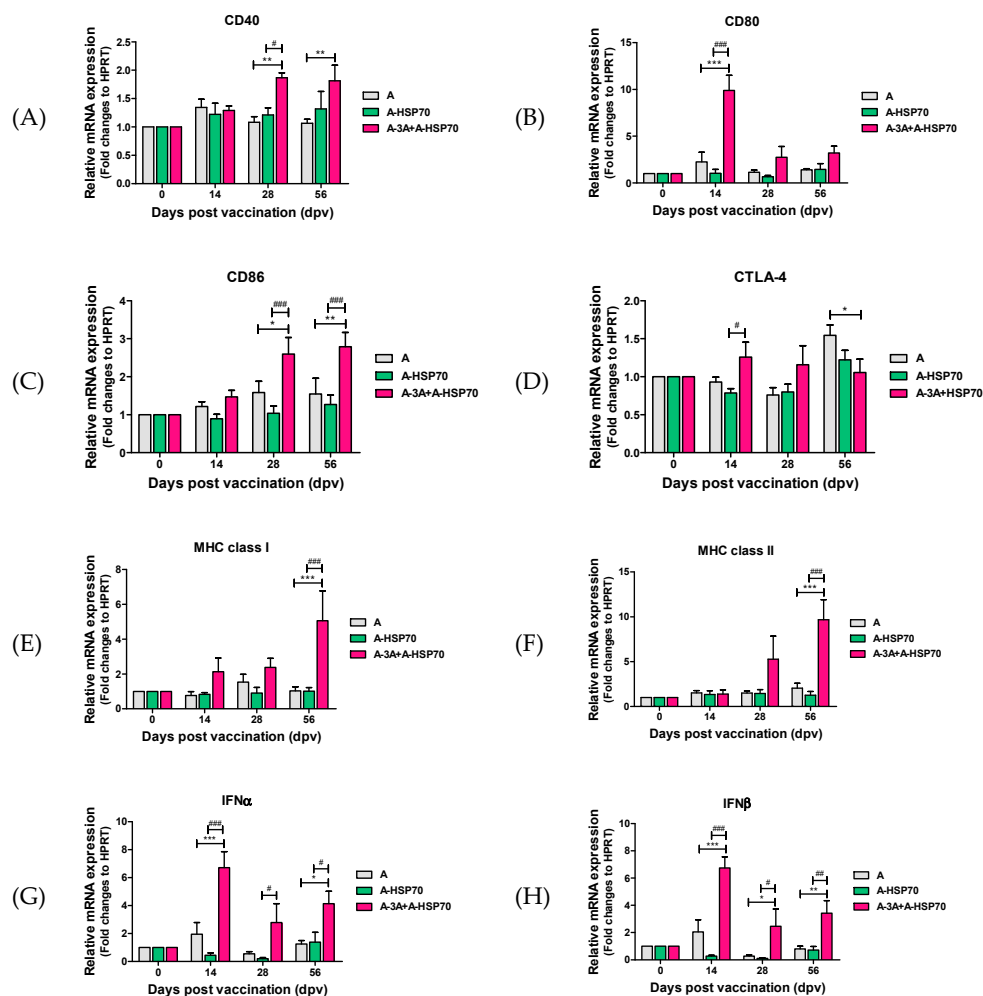 (A)
CD40
Relative mRNA expression
(Fold changes to HPRT)
2.5
2.0
1.5
1.0
0.5
0.0
#
**
**
0 14 28 56
Days post vaccination (dpv)
A
A-HSP70
A-3A+A-HSP70
(B)
CD80
Relative mRNA expression
(Fold changes to HPRT)
15
10
5
0
###
***
0 14 28 56
Days post vaccination (dpv)
A
A-HSP70
A-3A+A-HSP70
(C)
CD86
Relative mRNA expression
(Fold changes to HPRT)
4
3
2
1
0
###
*
###
**
0 14 28 56
Days post vaccination (dpv)
A
A-HSP70
A-3A+A-HSP70
(D)
CTLA-4
Relative mRNA expression
(Fold changes to HPRT)
2.0
1.5
1.0
0.5
0.0
#
*
0 14 28 56
Days post vaccination (dpv)
A
A-HSP70
A-3A+HSP70
(E)
MHC class I
Relative mRNA expression
(Fold changes to HPRT)
8
6
4
2
0
###
***
0 14 28 56
Days post vaccination (dpv)
A
A-HSP70
A-3A+A-HSP70
(F)
MHC class II
Relative mRNA expression
(Fold changes to HPRT)
15
10
5
0
###
***
0 14 28 56
Days post vaccination (dpv)
A
A-HSP70
A-3A+A-HSP70
(G)
IFNα
Relative mRNA expression
(Fold changes to HPRT)
10
8
6
4
2
0
###
***
#
#
*
0 14 28 56
Days post vaccination (dpv)
A
A-HSP70
A-3A+A-HSP70
(H)
IFNβ
Relative mRNA expression
(Fold changes to HPRT)
10
8
6
4
2
0
###
***
#
*
##
**
0 14 28 56
Days post vaccination (dpv)
A
A-HSP70
A-3A+A-HSP70